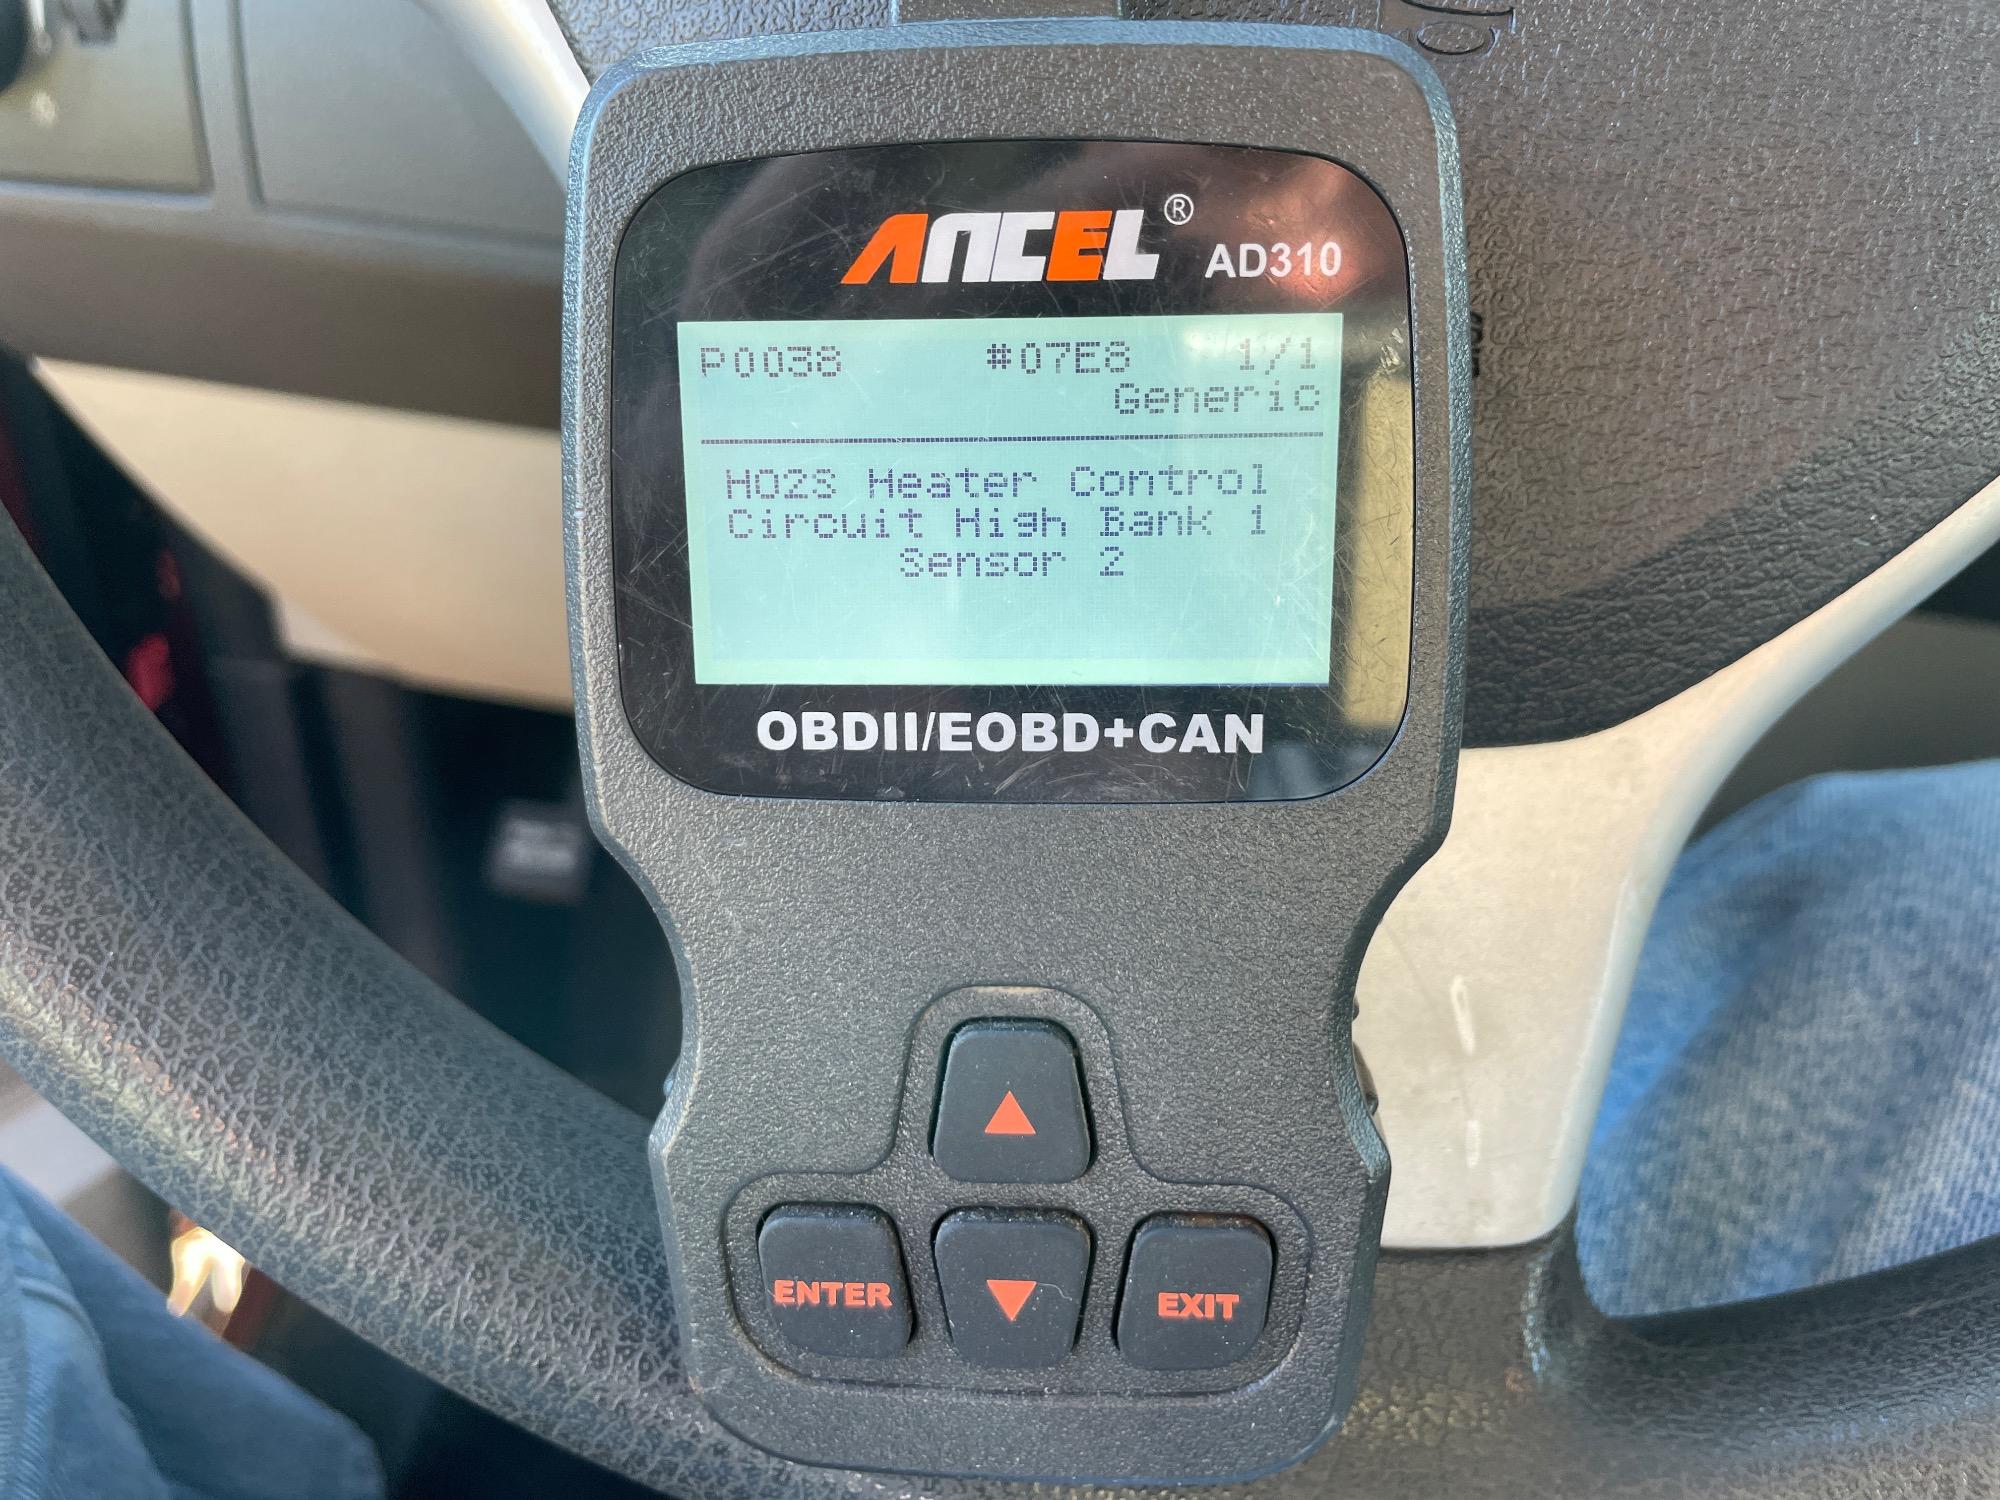 ANCEL® AD310
P0038 #07E8 1/1
Generic
HO2S Heater Control
Circuit High Bank 1
Sensor 2
OBDII/EOBD+CAN
ENTER
EXIT